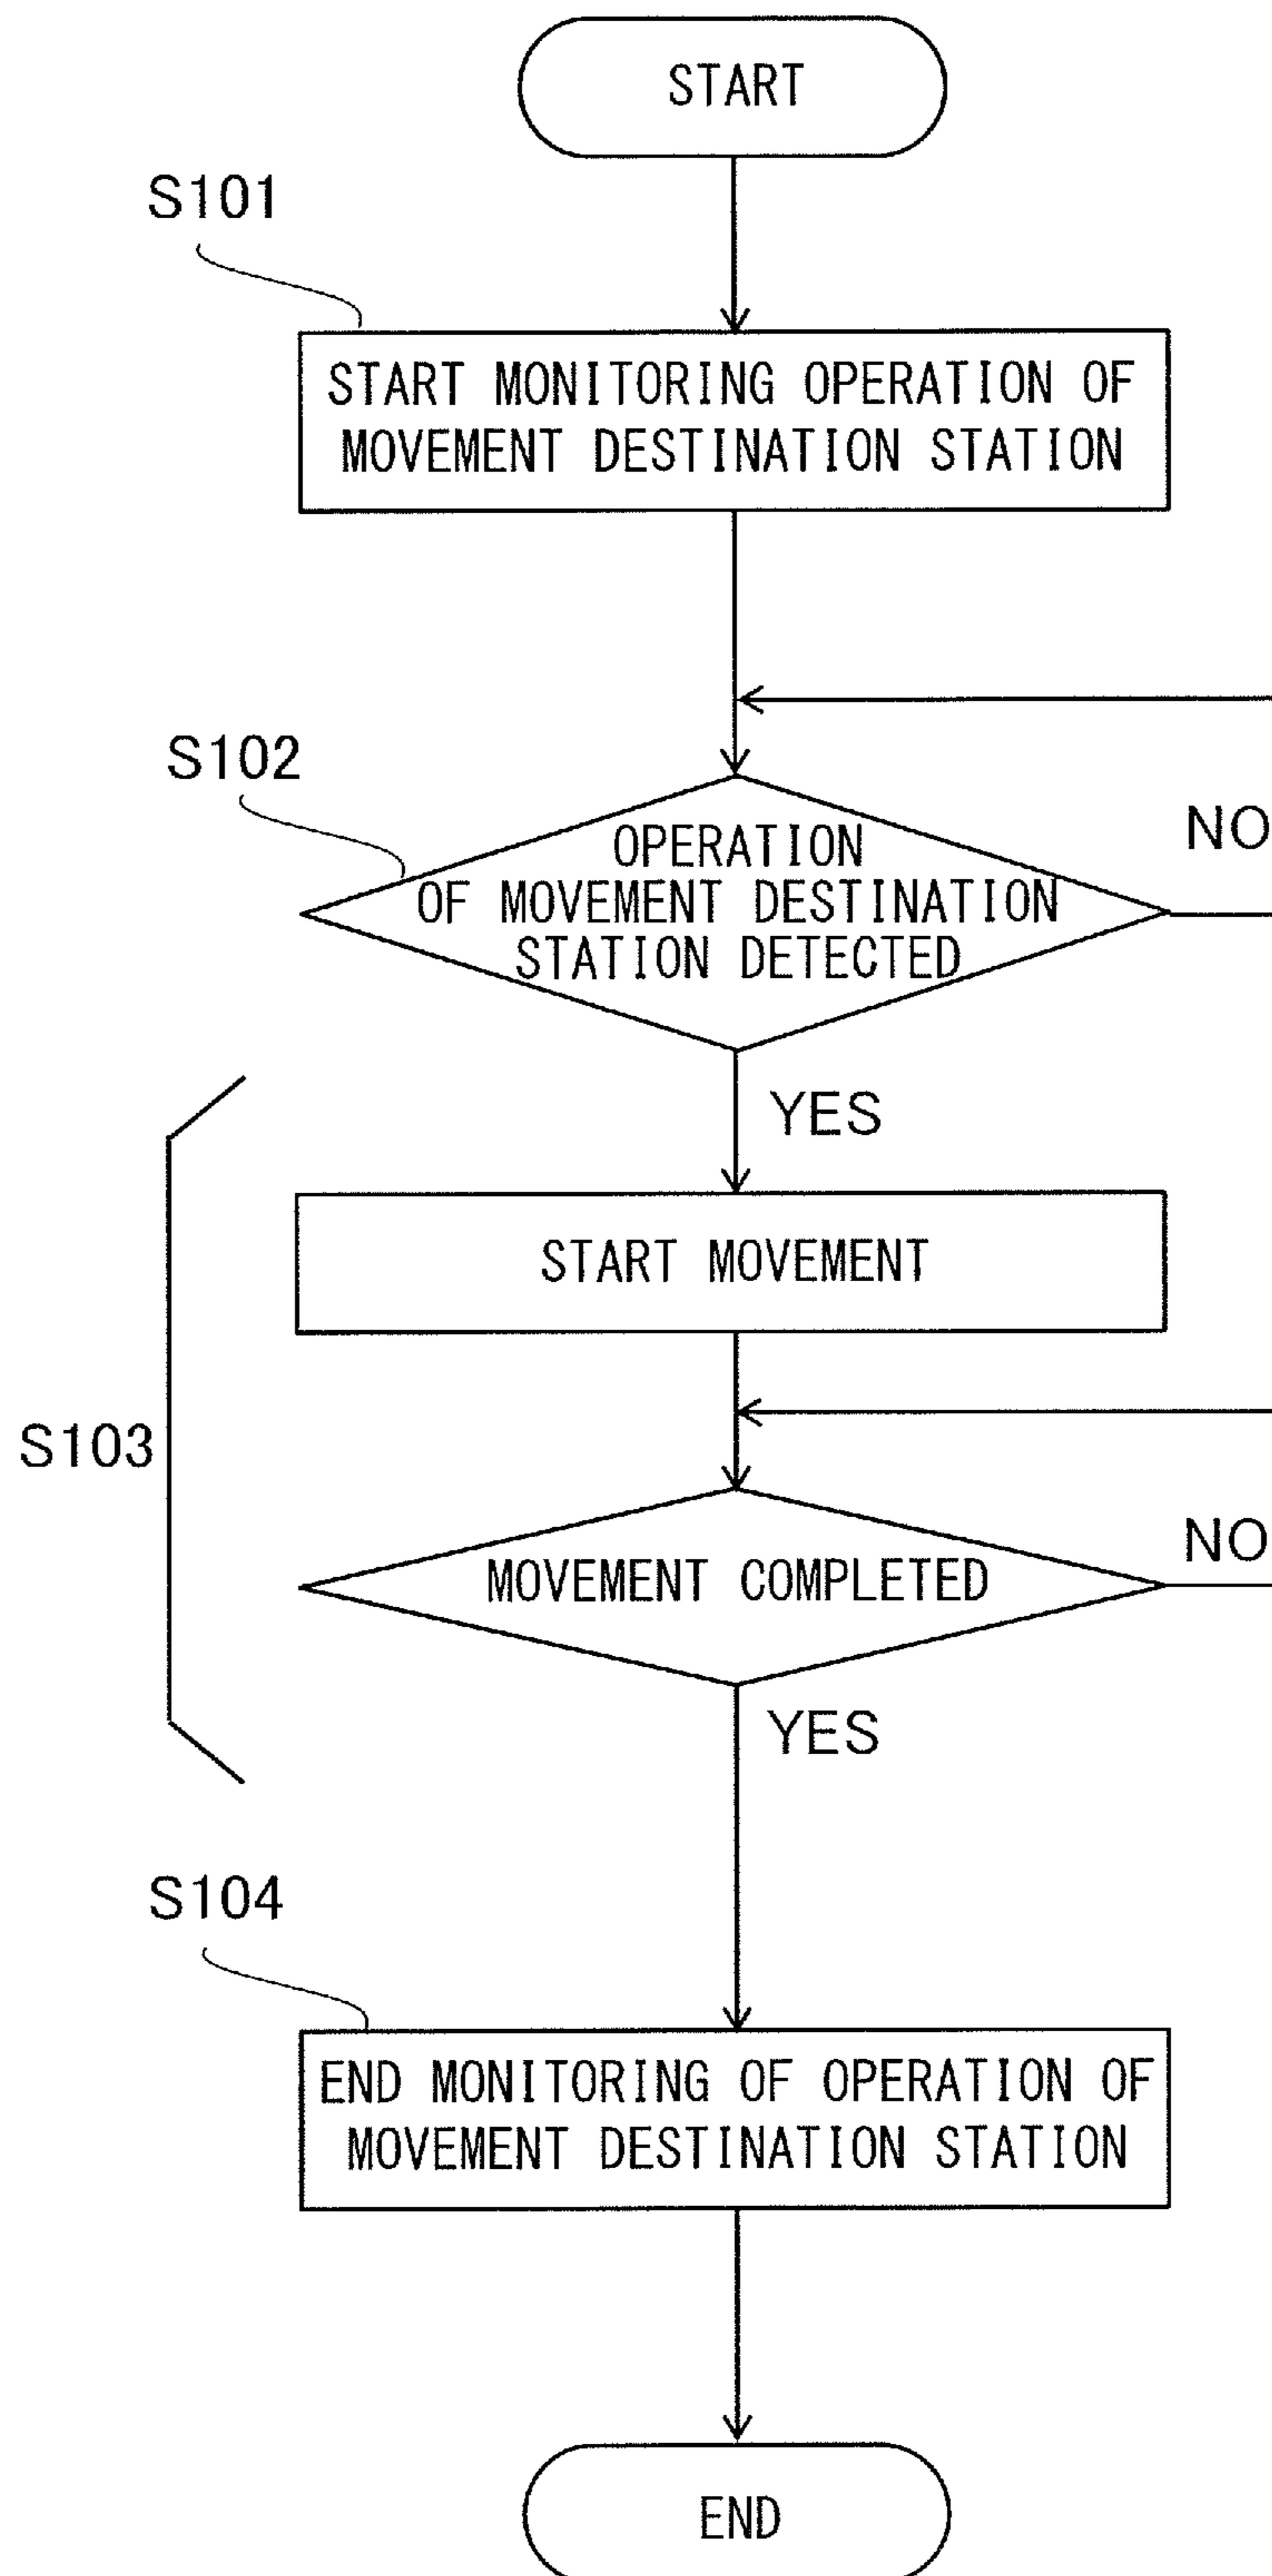 START
S101
START MONITORING OPERATION OF
MOVEMENT DESTINATION STATION
S102
OPERATION
OF MOVEMENT DESTINATION
STATION DETECTED
NO
YES
START MOVEMENT
S103
MOVEMENT COMPLETED
NO
YES
S104
END MONITORING OF OPERATION OF
MOVEMENT DESTINATION STATION
END